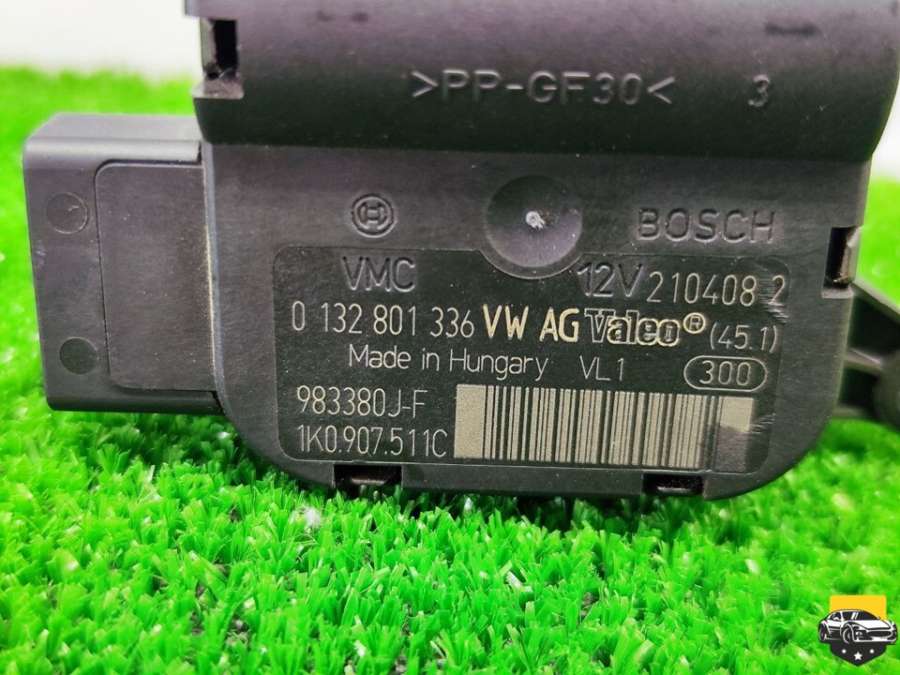 >PP-GF30< 3
BOSCH
VMC 12V 210408 2
0 132 801 336 VW AG Valeo® (45.1)
Made in Hungary VL1 300
983380J-F
1K0.907.511C